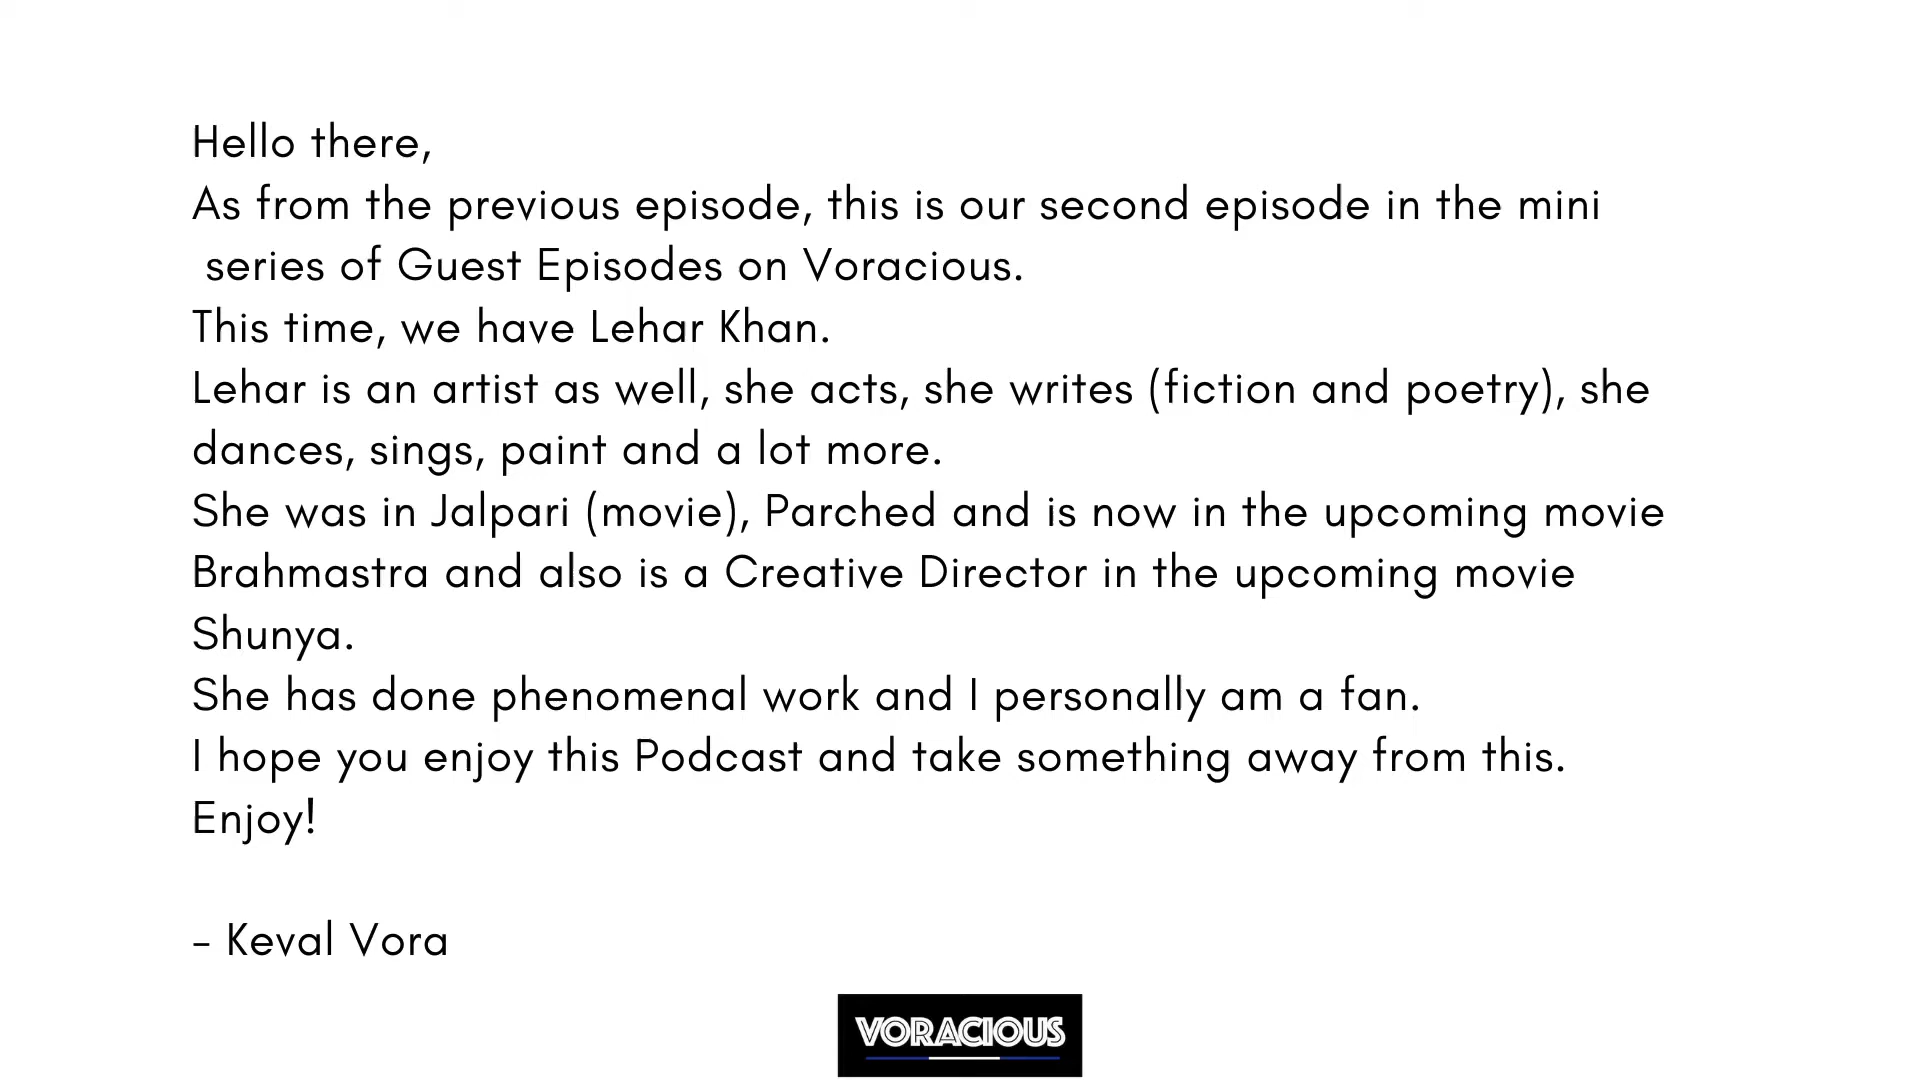 Hello there,
As from the previous episode, this is our second episode in the mini
series of Guest Episodes on Voracious.
This time, we have Lehar Khan.
Lehar is an artist as well, she acts, she writes (fiction and poetry), she
dances, sings, paint and a lot more.
She was in Jalpari (movie), Parched and is now in the upcoming movie
Brahmastra and also is a Creative Director in the upcoming movie
Shunya.
She has done phenomenal work and I personally am a fan.
I hope you enjoy this Podcast and take something away from this.
Enjoy!
- Keval Vora
VORACIOUS